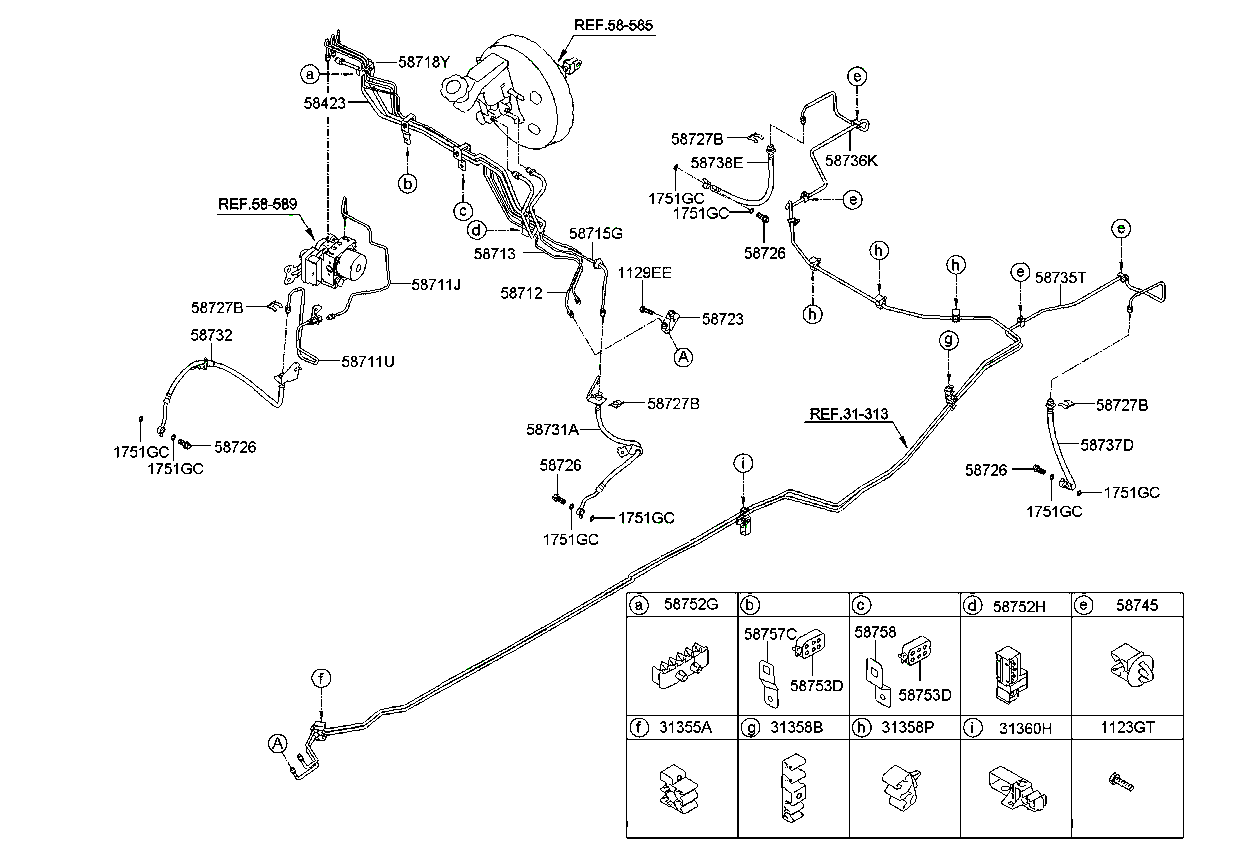 REF.58-585
58718Y
a
58423
e
58727B
58738E
58736K
b
1751GC
1751GC
e
58726
c
REF.58-589
d
58713
58715G
h
h
e
e
58735T
1129EE
58711J
58712
58723
h
58727B
58732
58711U
A
g
58727B
58727B
REF.31-313
58731A
1751GC
1751GC
58726
58726
i
58737D
58726
1751GC
1751GC
1751GC
1751GC
f
A
a 58752G
b
c
d 58752H
e 58745
58757C
58753D
58758
58753D
f 31355A
g 31358B
h 31358P
i 31360H
1123GT